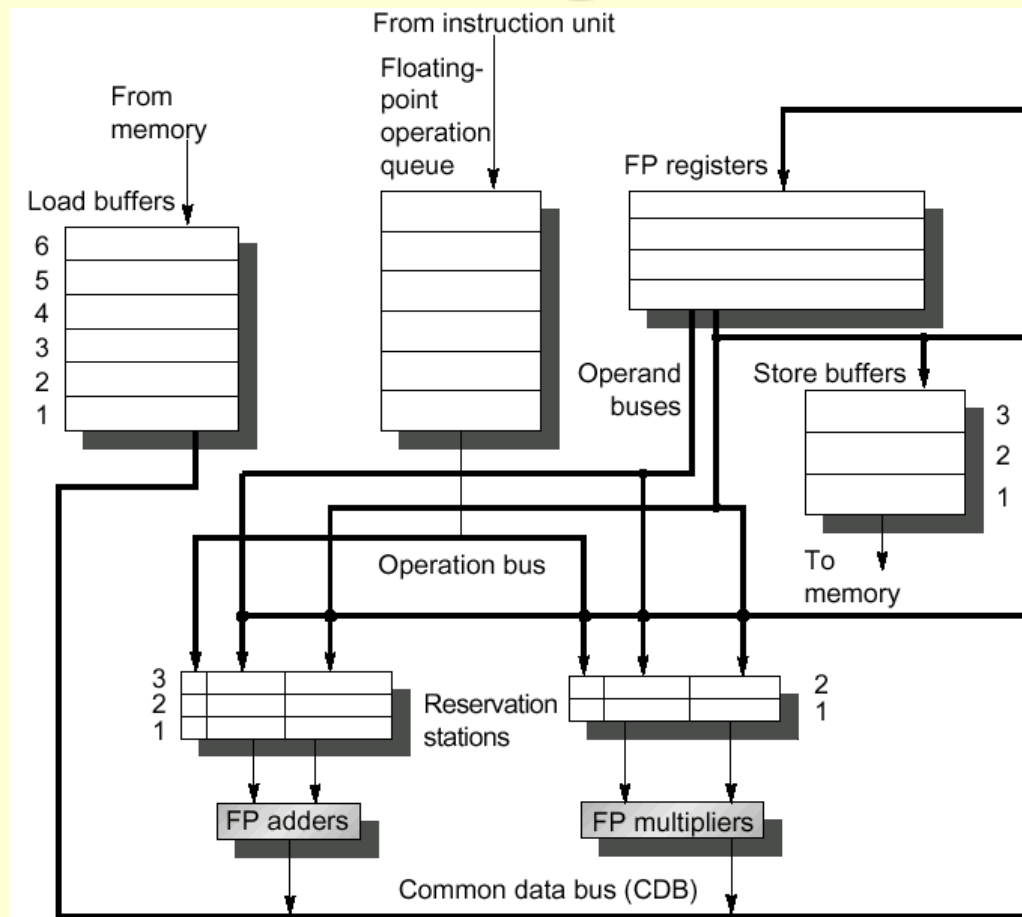 From instruction unit
From
memory
Floating-
point
operation
queue
FP registers
Load buffers
6
5
4
3
2
1
Operand
buses
Store buffers
3
2
1
To
memory
Operation bus
3
2
1
Reservation
stations
2
1
FP adders
FP multipliers
Common data bus (CDB)